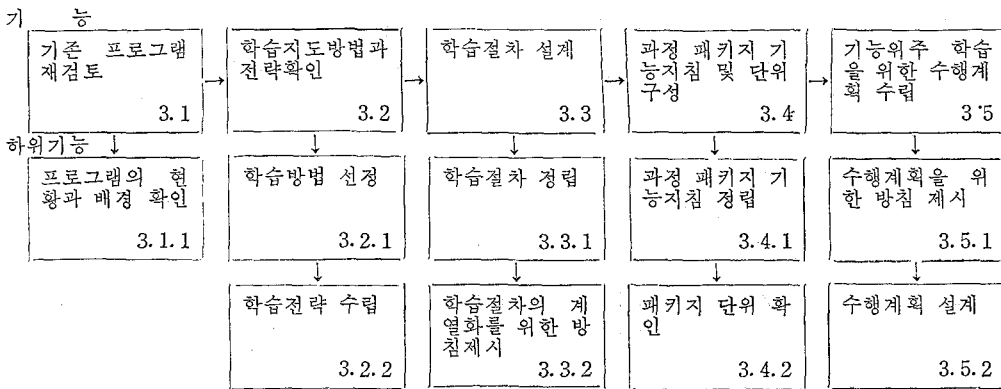 기 능
기존 프로그램
재검토
3.1
학습지도방법과
전략확인
3.2
학습절차 설계
3.3
과정 패키지 기
능지침 및 단위
구성
3.4
기능위주 학습
을 위한 수행계
획 수립
3·5
하위기능
프로그램의 현
황과 배경 확인
3.1.1
학습방법 선정
3.2.1
학습절차 정립
3.3.1
과정 패키지 기
능지침 정립
3.4.1
수행계획을 위
한 방침 제시
3.5.1
학습전략 수립
3.2.2
학습절차의 계
열화를 위한 방
침제시
3.3.2
패키지 단위 확
인
3.4.2
수행계획 설계
3.5.2